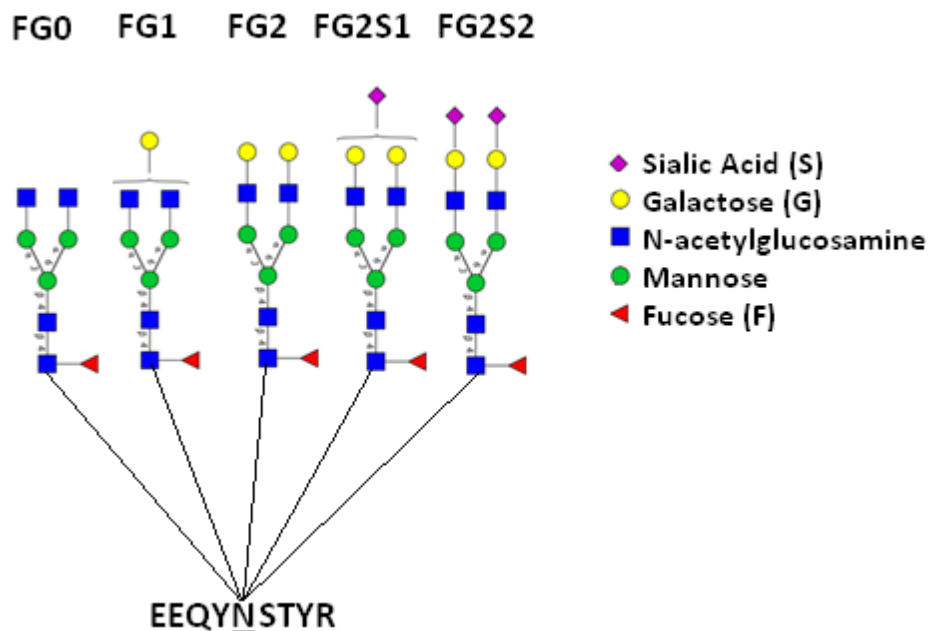 FG0 FG1 FG2 FG2S1 FG2S2
Sialic Acid (S)
Galactose (G)
N-acetylglucosamine
Mannose
Fucose (F)
EEQYNSTYR